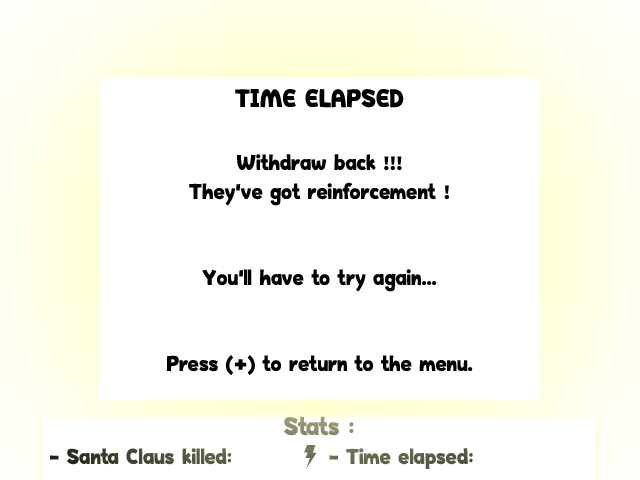 TIME ELAPSED
Withdraw back !!!
They've got reinforcement !
You'll have to try again...
Press (+) to return to the menu.
Stats :
- Santa Claus killed:
- Time elapsed: